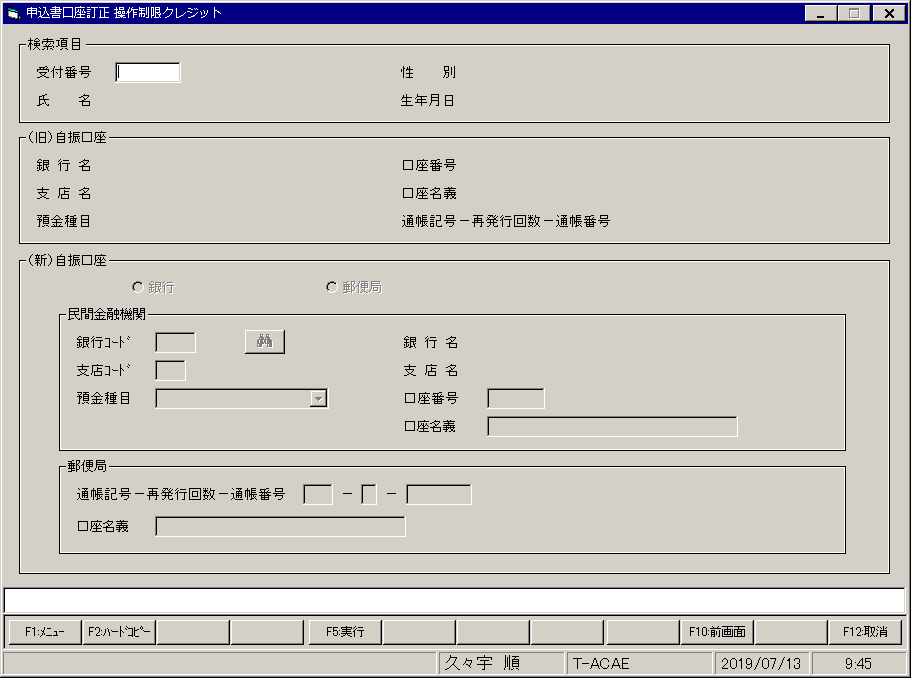 申込書口座訂正 操作制限クレジット
検索項目
受付番号 性　別
氏　名 生年月日
(旧)自振口座
銀 行 名 口座番号
支 店 名 口座名義
預金種目 通帳記号－再発行回数－通帳番号
(新)自振口座
銀行 郵便局
民間金融機関
銀行ｺｰﾄﾞ 銀 行 名
支店ｺｰﾄﾞ 支 店 名
預金種目 口座番号
口座名義
郵便局
通帳記号－再発行回数－通帳番号 － －
口座名義
F1:ﾒﾆｭｰ F2:ﾊｰﾄﾞｺﾋﾟｰ F5:実行 F10:前画面 F12:取消
久々宇　順 T-ACAE 2019/07/13 9:45